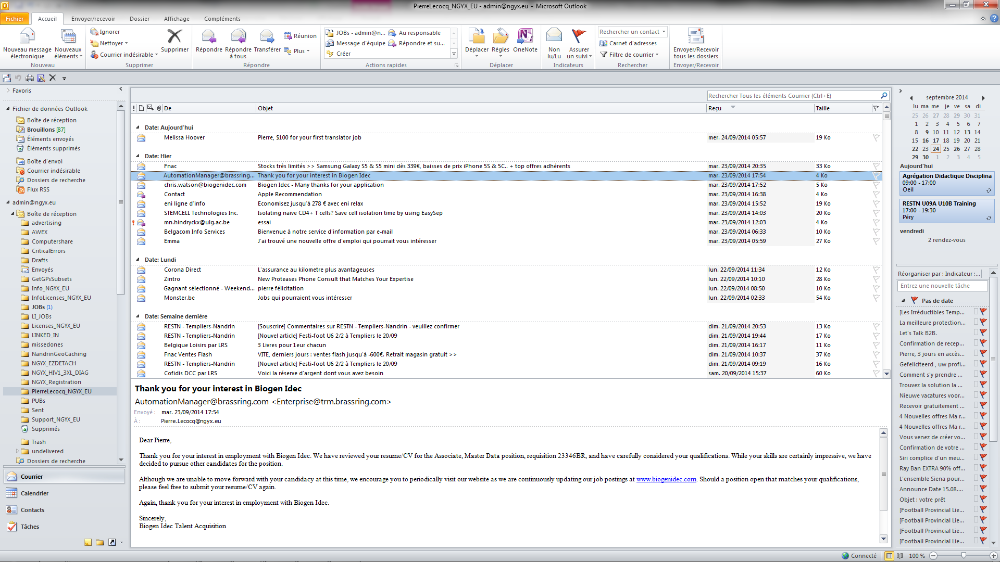 PierreLecocq_NGYX_EU - admin@ngyx.eu - Microsoft Outlook
Fichier Accueil Envoyer/recevoir Dossier Affichage Compléments
Nouveau message électronique
Nouveaux éléments
Nouveau
Ignorer
Nettoyer
Courrier indésirable
Supprimer
Supprimer
Répondre
Répondre à tous
Transférer
Réunion
Plus
Répondre
JOBs - admin@n...
Au responsable
Message d'équipe
Répondre et su...
Créer
Actions rapides
Déplacer
Règles
OneNote
Déplacer
Non lu/Lu
Assurer un suivi
Indicateurs
Rechercher un contact
Carnet d'adresses
Filtre de courrier
Rechercher
Envoyer/Recevoir tous les dossiers
Envoyer/Recevoir
Favoris
Fichier de données Outlook
Boîte de réception
Brouillons [87]
Éléments envoyés
Éléments supprimés
Boîte d'envoi
Courrier indésirable
Dossiers de recherche
Flux RSS
admin@ngyx.eu
Boîte de réception
advertising
AWEX
Computershare
CriticalErrors
Drafts
Envoyés
GetGPsSubsets
Info_NGYX_EU
InfoLicenses_NGYX_EU
JOBs (1)
LI_JOBs
Licenses_NGYX_EU
LINKED_IN
missedones
NandrinGeoCaching
NGYX_EZDETACH
NGYX_HIV1_3XL_DIAG
NGYX_Registration
PierreLecocq_NGYX_EU
PUBs
Sent
Support_NGYX_EU
Supprimés
Trash
undelivered
Dossiers de recherche
Courrier
Calendrier
Contacts
Tâches
Rechercher Tous les éléments Courrier (Ctrl+E)
De Objet Reçu Taille
Date: Aujourd'hui
Melissa Hoover Pierre, $100 for your first translator job mer. 24/09/2014 05:57 19 Ko
Date: Hier
Fnac Stocks très limités >> Samsung Galaxy S5 & S5 mini dès 339€, baisses de prix iPhone 5S & 5C.. + top offres adhérents mar. 23/09/2014 20:35 33 Ko
AutomationManager@brassring... Thank you for your interest in Biogen Idec mar. 23/09/2014 17:54 4 Ko
chris.watson@biogenidec.com Biogen Idec - Many thanks for your application mar. 23/09/2014 17:52 5 Ko
Contact Apple Recommendation mar. 23/09/2014 16:38 4 Ko
eni ligne d'info Economisez jusqu'à 278 € avec eni relax mar. 23/09/2014 15:52 19 Ko
STEMCELL Technologies Inc. Isolating naïve CD4+ T cells? Save cell isolation time by using EasySep mar. 23/09/2014 14:03 20 Ko
mn.hindryckx@ulg.ac.be essai mar. 23/09/2014 12:03 4 Ko
Belgacom Info Services Bienvenue à notre service d'information par e-mail mar. 23/09/2014 06:33 10 Ko
Emma J'ai trouvé une nouvelle offre d'emploi qui pourrait vous intéresser mar. 23/09/2014 05:59 27 Ko
Date: Lundi
Corona Direct L'assurance au kilometre plus avantageuses lun. 22/09/2014 11:34 12 Ko
Zintro New Proteases Phone Consult that Matches Your Expertise lun. 22/09/2014 10:10 28 Ko
Gagnant sélectionné - Weekend... pierre félicitation lun. 22/09/2014 08:50 10 Ko
Monster.be Jobs qui pourraient vous intéresser lun. 22/09/2014 02:33 54 Ko
Date: Semaine dernière
RESTN - Templiers-Nandrin [Souscrire] Commentaires sur RESTN - Templiers-Nandrin - veuillez confirmer dim. 21/09/2014 20:53 13 Ko
RESTN - Templiers-Nandrin [Nouvel article] Festi-foot U6 2/2 à Templiers le 20/09 dim. 21/09/2014 19:44 17 Ko
Belgique Loisirs par LRS 3 Livres pour 1eur chacun dim. 21/09/2014 16:17 11 Ko
Fnac Ventes Flash VITE, derniers jours : ventes flash jusqu'à -600€. Retrait magasin gratuit >> dim. 21/09/2014 10:37 37 Ko
RESTN - Templiers-Nandrin [Nouvel article] Festi-foot U6 2/2 à Templiers le 20/09 dim. 21/09/2014 09:19 16 Ko
Cofidis DCC par LRS Voici la réserve d'argent dont vous avez besoin sam. 20/09/2014 15:37 60 Ko
Thank you for your interest in Biogen Idec
AutomationManager@brassring.com <Enterprise@trm.brassring.com>
Envoyé : mar. 23/09/2014 17:54
À : Pierre.Lecocq@ngyx.eu
Dear Pierre,
Thank you for your interest in employment with Biogen Idec. We have reviewed your resume/CV for the Associate, Master Data position, requisition 23346BR, and have carefully considered your qualifications. While your skills are certainly impressive, we have
decided to pursue other candidates for the position.
Although we are unable to move forward with your candidacy at this time, we encourage you to periodically visit our website as we are continuously updating our job postings at www.biogenidec.com. Should a position open that matches your qualifications,
please feel free to submit your resume/CV again.
Again, thank you for your interest in employment with Biogen Idec.
Sincerely,
Biogen Idec Talent Acquisition
septembre 2014
lu ma me je ve sa di
25 26 27 28 29 30 31
1 2 3 4 5 6 7
8 9 10 11 12 13 14
15 16 17 18 19 20 21
22 23 24 25 26 27 28
29 30 1 2 3 4 5
Aujourd'hui
Agrégation Didactique Disciplina
09:00 - 17:00
Oeil
RESTN U09A U10B Training
17:00 - 19:30
Péry
vendredi
2 rendez-vous
Réorganiser par : Indicateur :...
Entrez une nouvelle tâche
Pas de date
[Les Irréductibles Temp...
La meilleure protection...
Let's Talk B2B.
Confirmation de recep...
Pierre, 3 jours en accès...
Gefeliciteerd , uw profi...
Comment s'y prendre ...
Trouvez la solution la ...
Nieuwe vacatures voor...
Recevoir gratuitement ...
4 Nouvelles offres Ma r...
4 Nouvelles offres Ma r...
Vous venez de créer vo...
Confirmation de votre ...
Siri complice d'un meu...
Ray Ban EXTRA 90% off...
L'ensemble Siena pour...
Announce Date 15.08....
Objet : votre prêt
[Football Provincial Lie...
[Football Provincial Lie...
[Football Provincial Lie...
[Football Provincial Lie...
Connecté 100 %